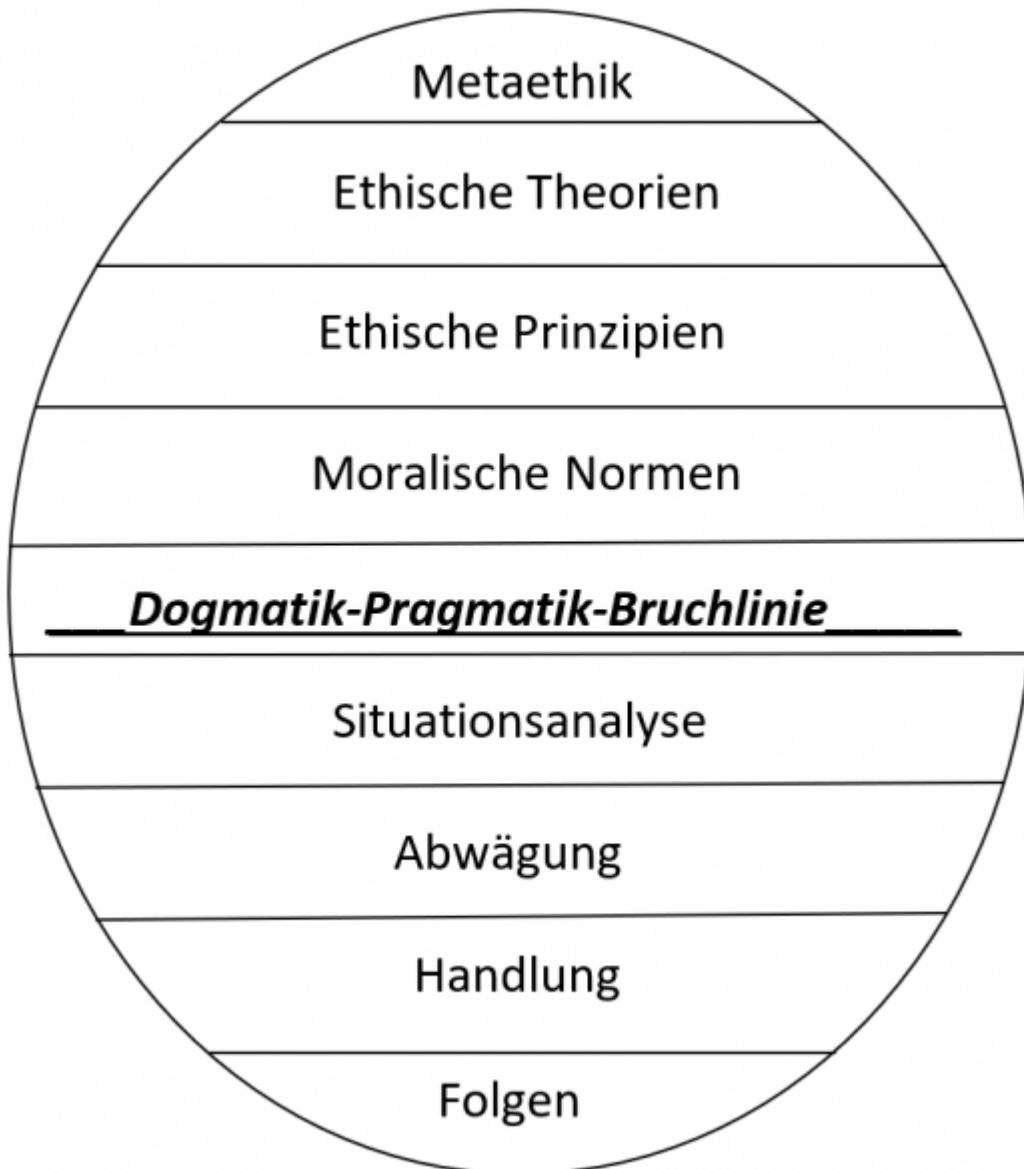 Metaethik
Ethische Theorien
Ethische Prinzipien
Moralische Normen
___Dogmatik-Pragmatik-Bruchlinie_____
Situationsanalyse
Abwägung
Handlung
Folgen